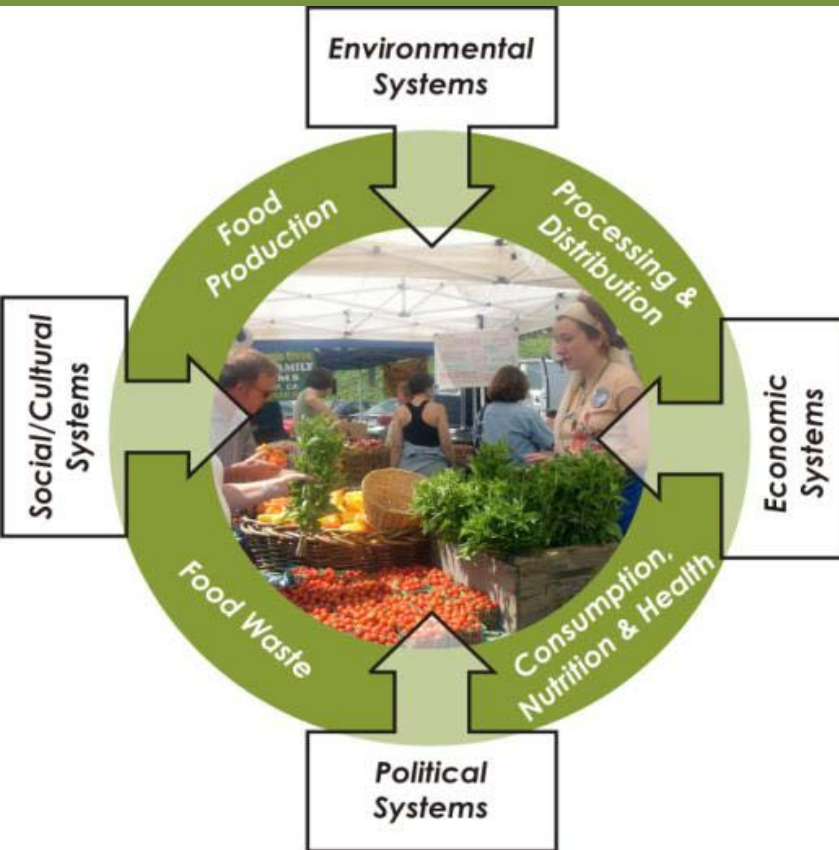 Environmental
Systems
Food
Production
Processing &
Distribution
Social/Cultural
Systems
Economic
Systems
Food Waste
Consumption,
Nutrition & Health
Political
Systems